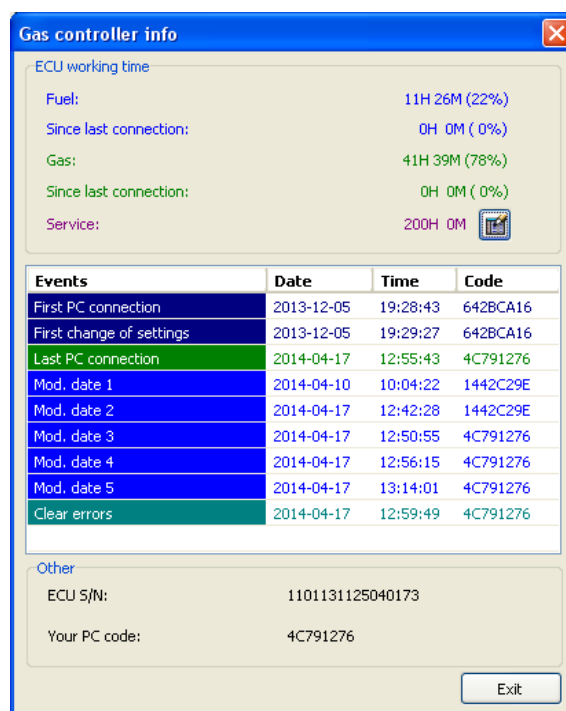 Gas controller info
ECU working time
Fuel: 11H 26M (22%)
Since last connection: 0H 0M ( 0%)
Gas: 41H 39M (78%)
Since last connection: 0H 0M ( 0%)
Service: 200H 0M
Events Date Time Code
First PC connection 2013-12-05 19:28:43 642BCA16
First change of settings 2013-12-05 19:29:27 642BCA16
Last PC connection 2014-04-17 12:55:43 4C791276
Mod. date 1 2014-04-10 10:04:22 1442C29E
Mod. date 2 2014-04-17 12:42:28 1442C29E
Mod. date 3 2014-04-17 12:50:55 4C791276
Mod. date 4 2014-04-17 12:56:15 4C791276
Mod. date 5 2014-04-17 13:14:01 4C791276
Clear errors 2014-04-17 12:59:49 4C791276
Other
ECU S/N: 1101131125040173
Your PC code: 4C791276
Exit